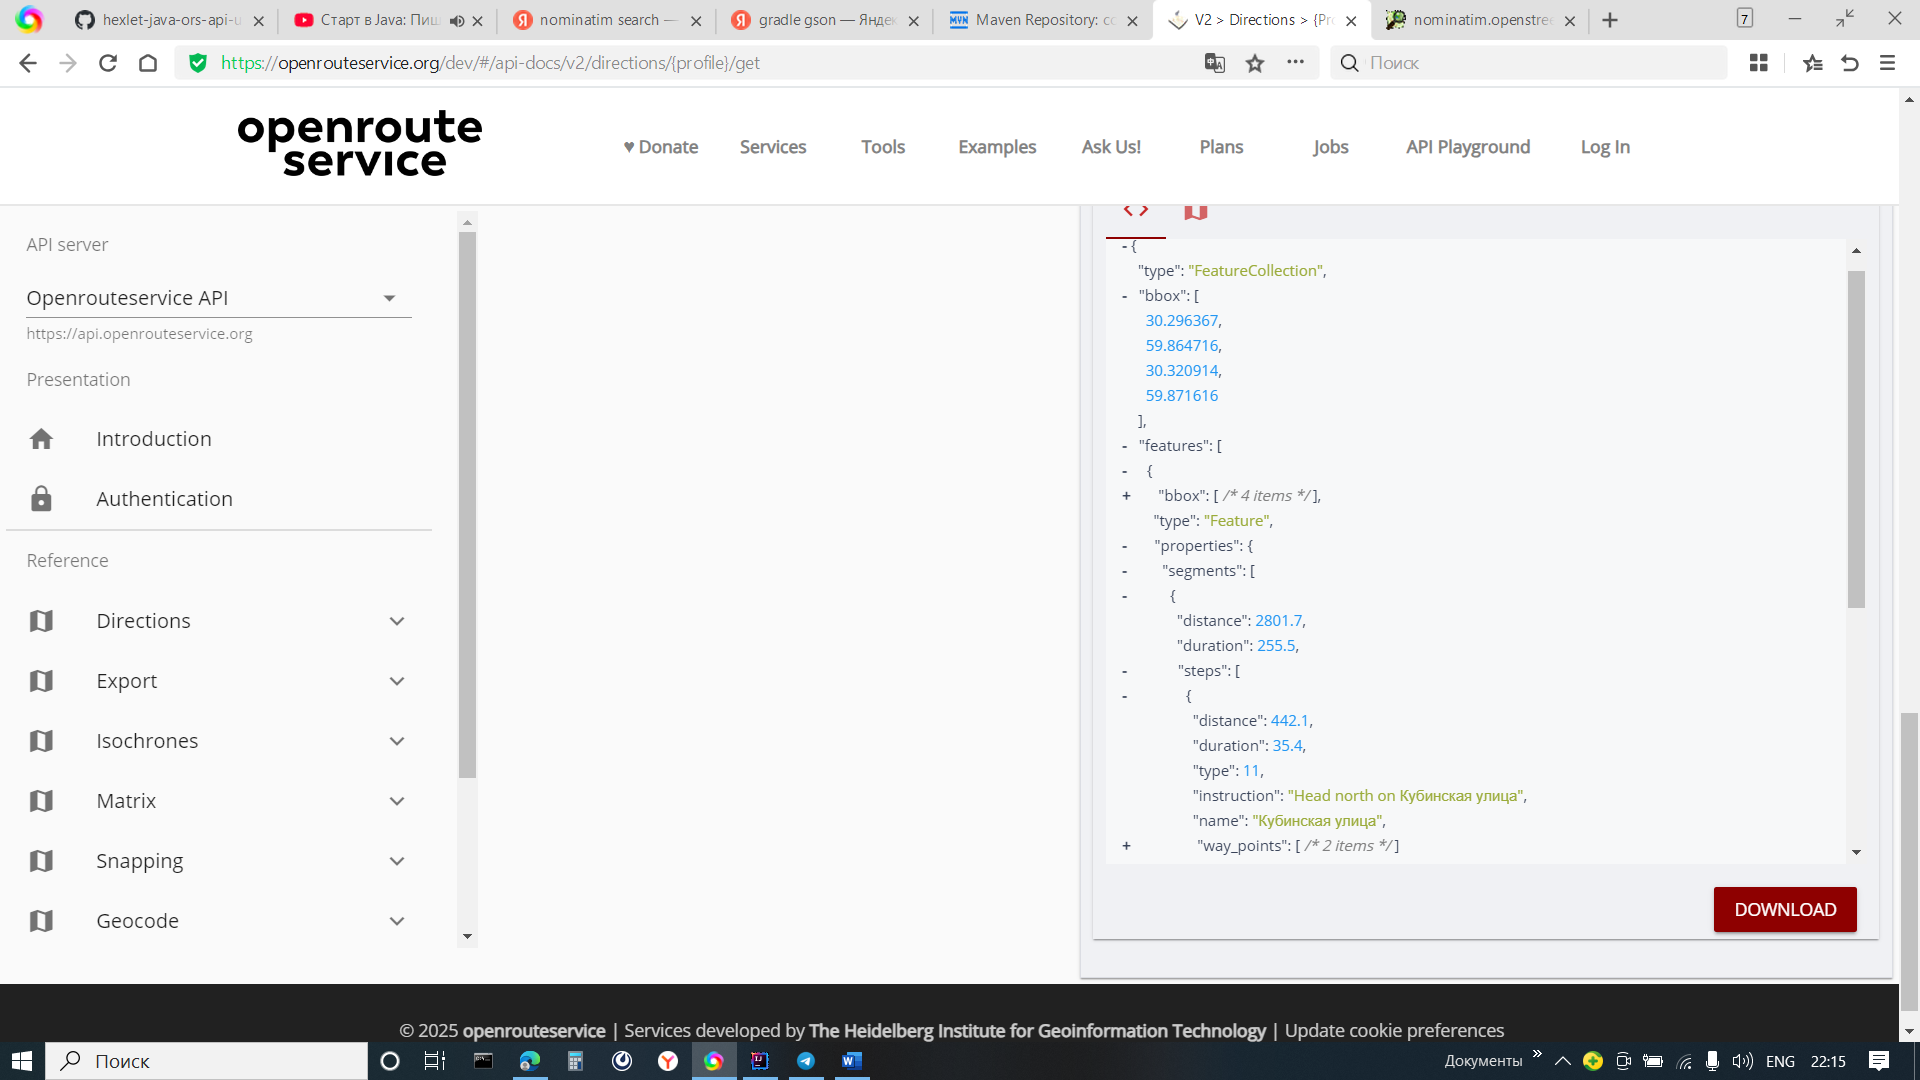 hexlet-java-ors-api-u
Старт в Java: Пиш
nominatim search —
gradle gson — Яндек
Maven Repository: co
V2 > Directions > {Pr
nominatim.openstree
7
https://openrouteservice.org/dev/#/api-docs/v2/directions/{profile}/get
Поиск
openroute
service
♥ Donate
Services
Tools
Examples
Ask Us!
Plans
Jobs
API Playground
Log In
API server
Openrouteservice API
https://api.openrouteservice.org
Presentation
Introduction
Authentication
Reference
Directions
Export
Isochrones
Matrix
Snapping
Geocode
- {
"type": "FeatureCollection",
- "bbox": [
30.296367,
59.864716,
30.320914,
59.871616
],
- "features": [
- {
+ "bbox": [ /* 4 items */ ],
"type": "Feature",
- "properties": {
- "segments": [
- {
"distance": 2801.7,
"duration": 255.5,
- "steps": [
- {
"distance": 442.1,
"duration": 35.4,
"type": 11,
"instruction": "Head north on Кубинская улица",
"name": "Кубинская улица",
+ "way_points": [ /* 2 items */ ]
DOWNLOAD
© 2025 openrouteservice | Services developed by The Heidelberg Institute for Geoinformation Technology | Update cookie preferences
Поиск
Документы
ENG
22:15